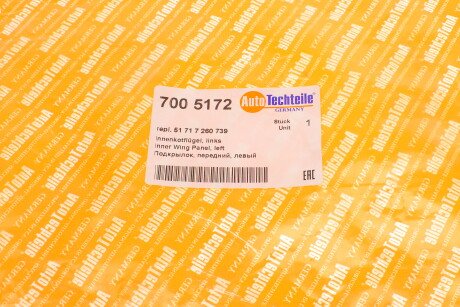 700 5172
AutoTechteile
GERMANY
repl. 51 71 7 260 739
Stück
Unit
1
Innenkotflügel, links
Inner Wing Panel, left
Подкрылок, передний, левый
EAC